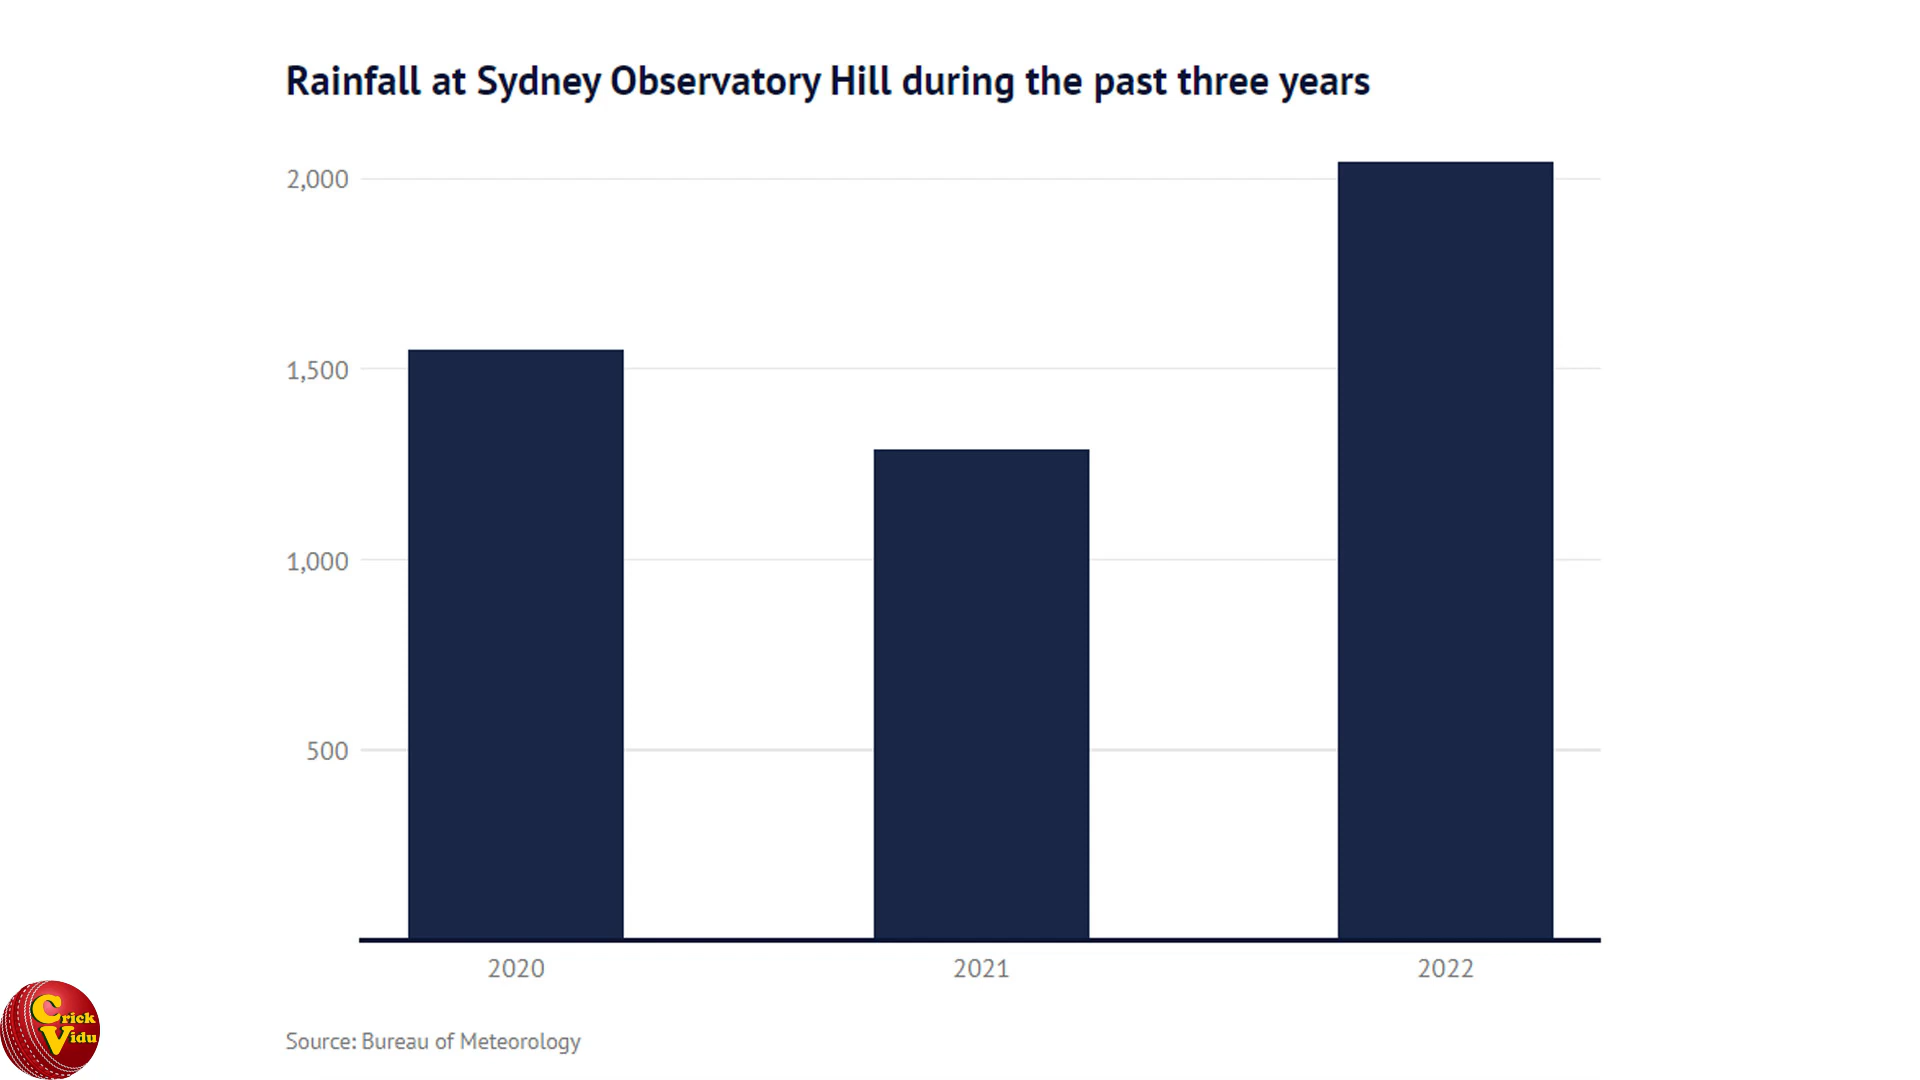 Rainfall at Sydney Observatory Hill during the past three years
2,000
1,500
1,000
500
2020 2021 2022
Source: Bureau of Meteorology
Crick
Vidu